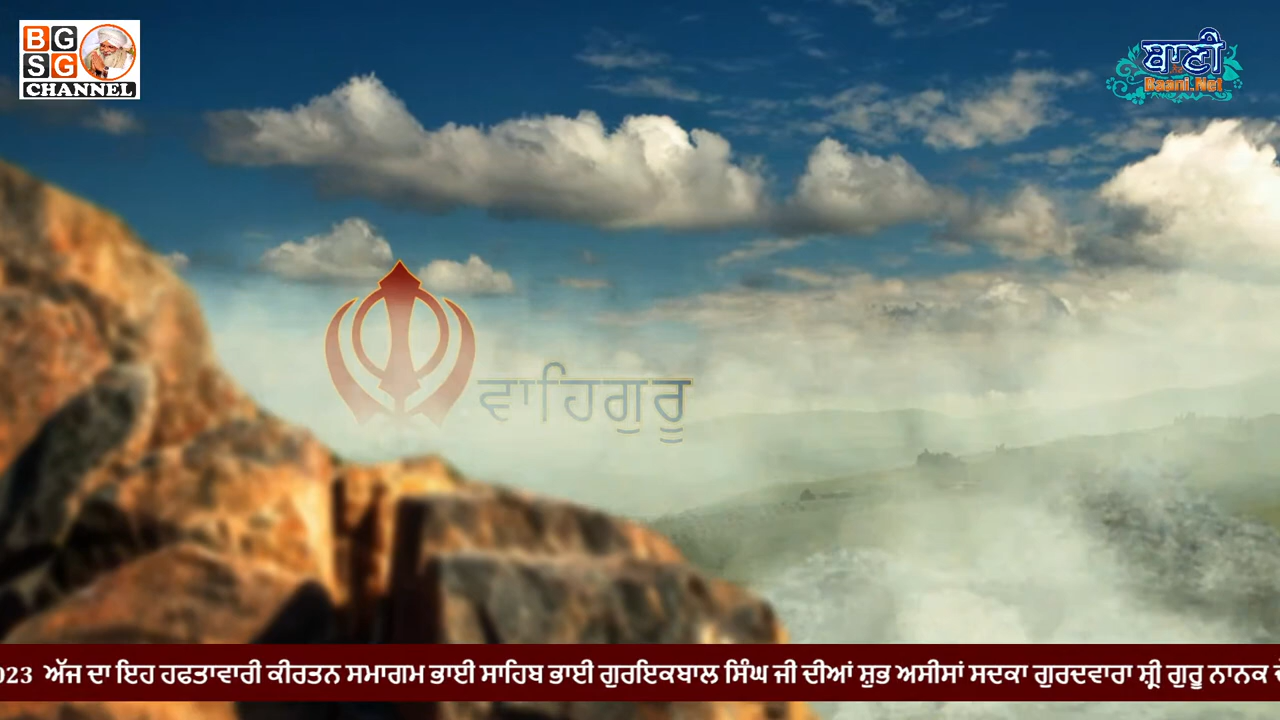 BG
SG
CHANNEL
ਬਾਣੀ
Baani.Net
ਵਾਹਿਗੁਰੂ
023 ਅੱਜ ਦਾ ਇਹ ਹਫਤਾਵਾਰੀ ਕੀਰਤਨ ਸਮਾਗਮ ਭਾਈ ਸਾਹਿਬ ਭਾਈ ਗੁਰਇਕਬਾਲ ਸਿੰਘ ਜੀ ਦੀਆਂ ਸ਼ੁਭ ਅਸੀਸਾਂ ਸਦਕਾ ਗੁਰਦਵਾਰਾ ਸ਼੍ਰੀ ਗੁਰੂ ਨਾਨਕ